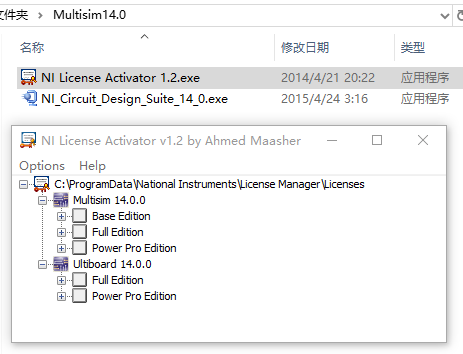 文件夹 > Multisim14.0
名称 修改日期 类型
NI License Activator 1.2.exe 2014/4/21 20:22 应用程序
NI_Circuit_Design_Suite_14_0.exe 2015/4/24 3:16 应用程序
NI License Activator v1.2 by Ahmed Maasher
Options Help
C:\ProgramData\National Instruments\License Manager\Licenses
Multisim 14.0.0
Base Edition
Full Edition
Power Pro Edition
Ultiboard 14.0.0
Full Edition
Power Pro Edition